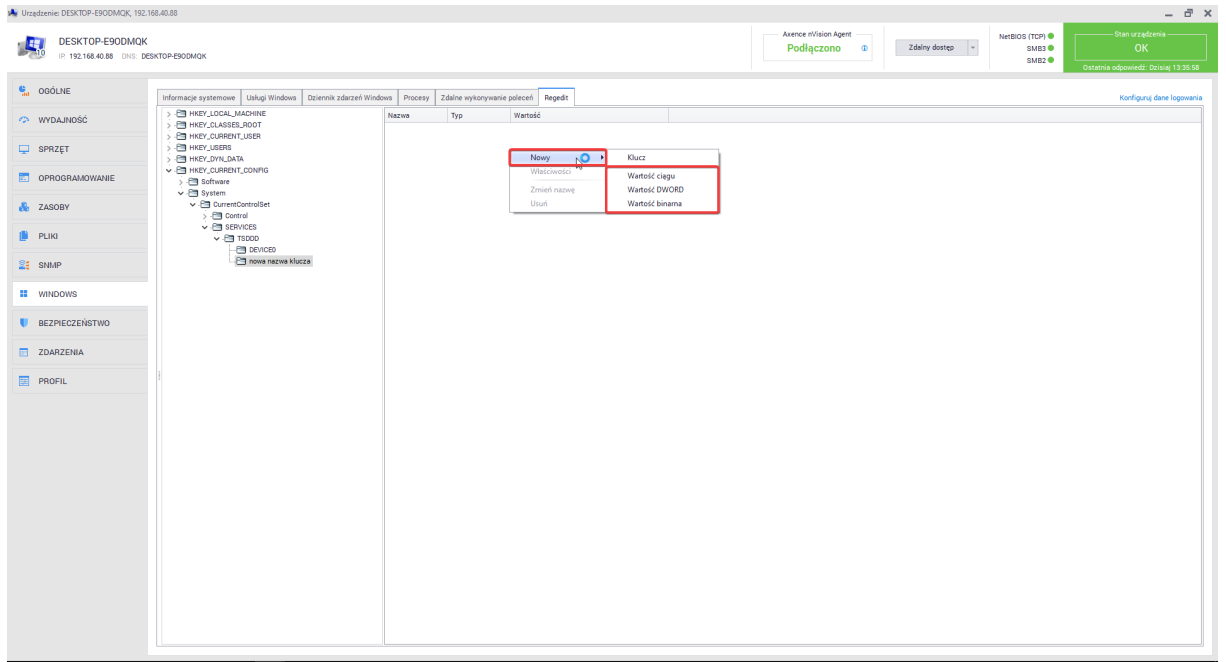 Urządzenie: DESKTOP-E9ODMQK, 192.168.40.88
DESKTOP-E9ODMQK
IP: 192.168.40.88 DNS: DESKTOP-E9ODMQK
10
Axence nVision Agent
Podłączono
Zdalny dostęp
NetBIOS (TCP)
SMB3
SMB2
Stan urządzenia
OK
Ostatnia odpowiedź: Dzisiaj 13:35:58
OGÓLNE
WYDAJNOŚĆ
SPRZĘT
OPROGRAMOWANIE
ZASOBY
PLIKI
SNMP
WINDOWS
BEZPIECZEŃSTWO
ZDARZENIA
PROFIL
Informacje systemowe Usługi Windows Dziennik zdarzeń Windows Procesy Zdalne wykonywanie poleceń Regedit
Konfiguruj dane logowania
HKEY_LOCAL_MACHINE
HKEY_CLASSES_ROOT
HKEY_CURRENT_USER
HKEY_USERS
HKEY_DYN_DATA
HKEY_CURRENT_CONFIG
Software
System
CurrentControlSet
Control
SERVICES
TSDDD
DEVICE0
nowa nazwa klucza
Nazwa Typ Wartość
Nowy
Właściwości
Zmień nazwę
Usuń
Klucz
Wartość ciągu
Wartość DWORD
Wartość binarna